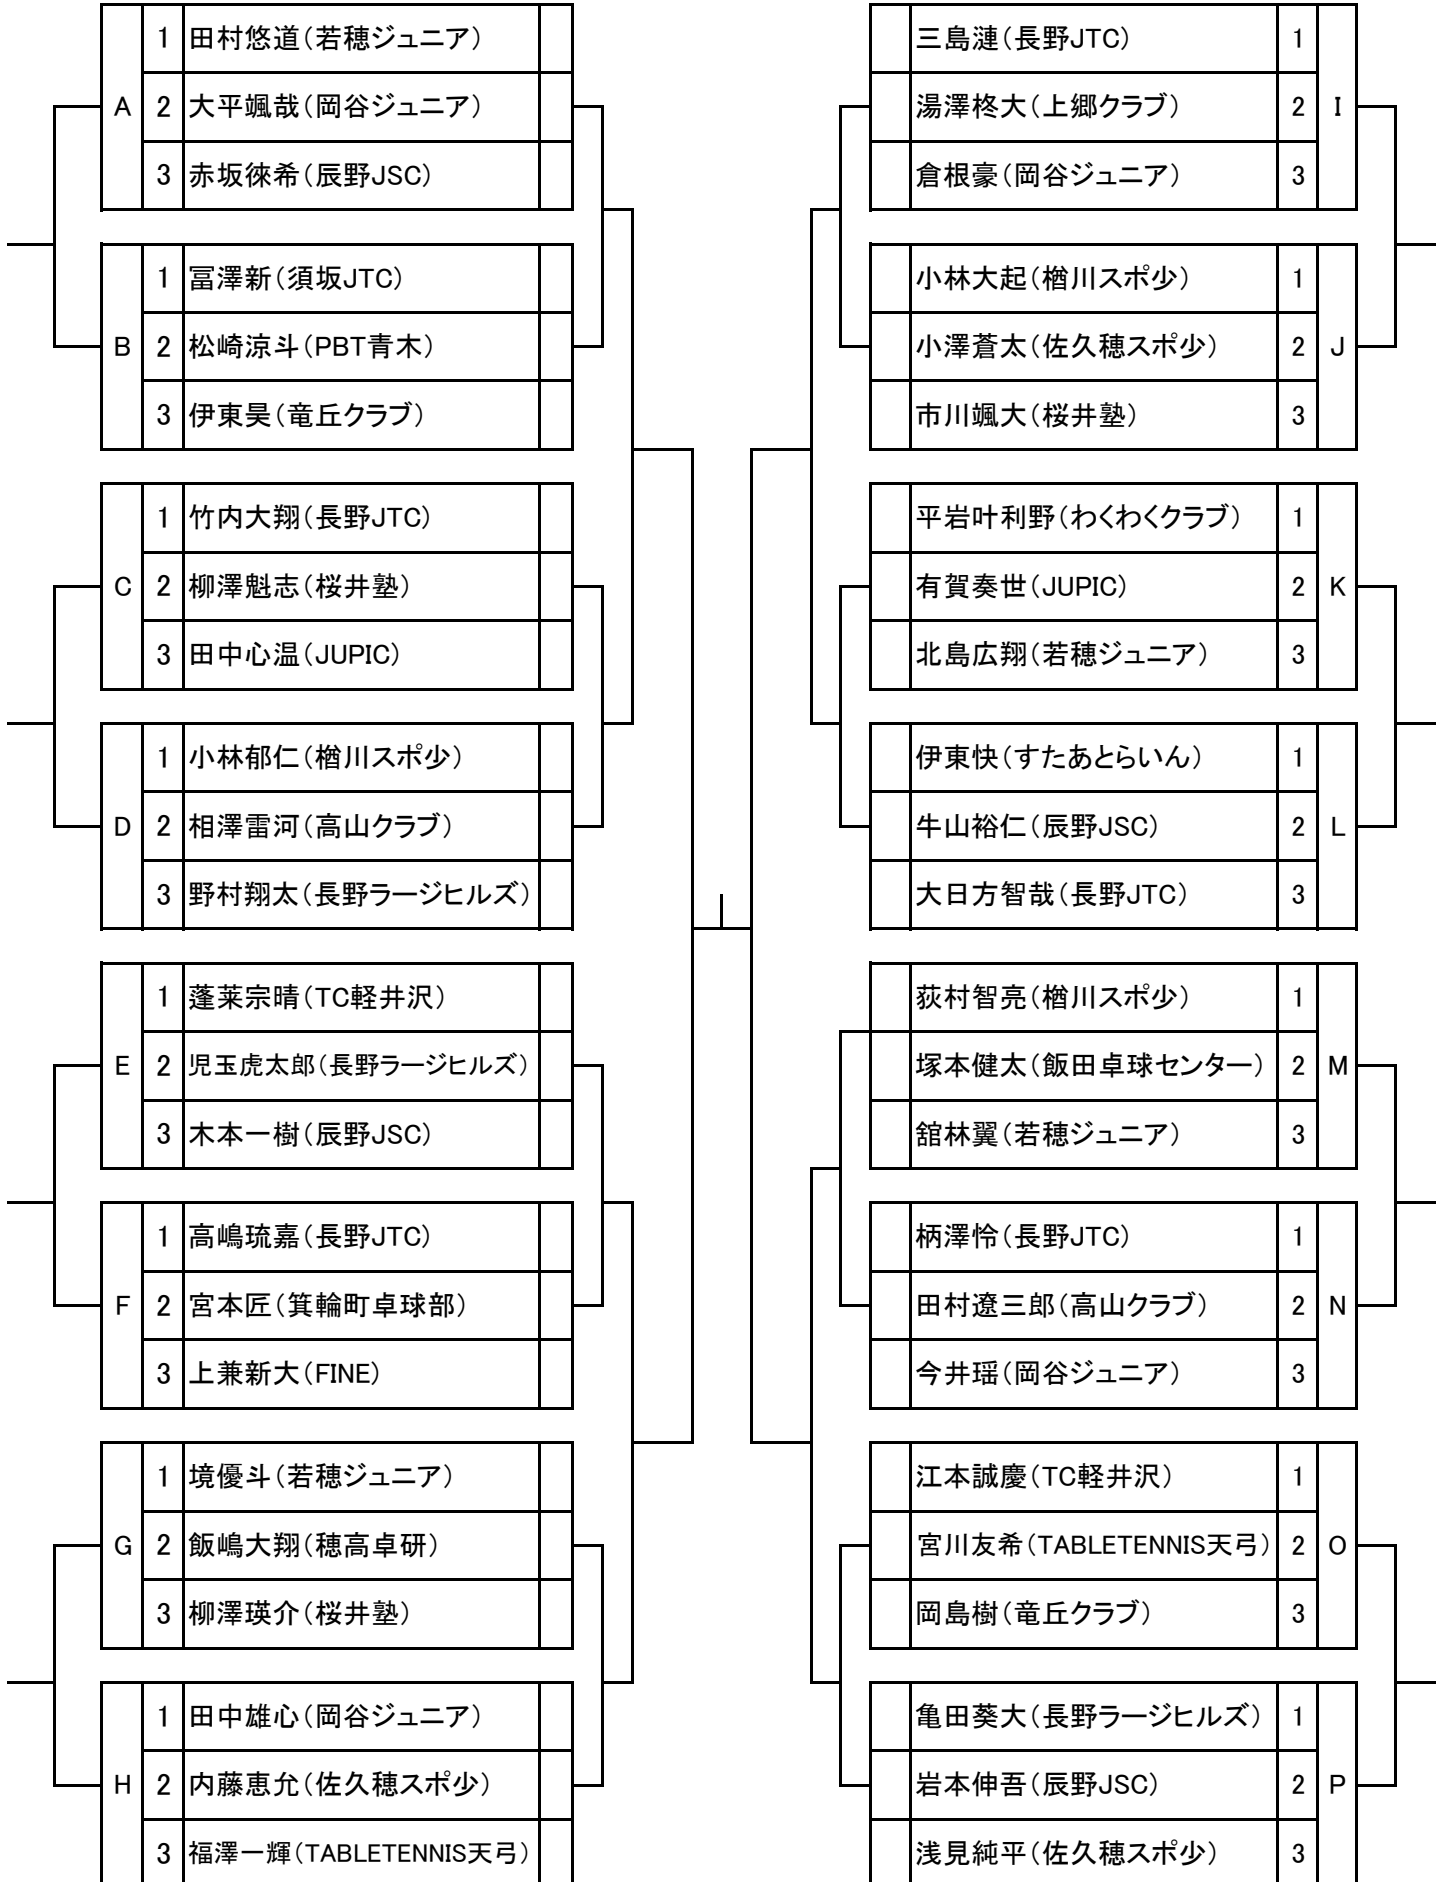 A
1 田村悠道(若穂ジュニア)
2 大平颯哉(岡谷ジュニア)
3 赤坂徠希(辰野JSC)
B
1 冨澤新(須坂JTC)
2 松崎涼斗(PBT青木)
3 伊東昊(竜丘クラブ)
C
1 竹内大翔(長野JTC)
2 柳澤魁志(桜井塾)
3 田中心温(JUPIC)
D
1 小林郁仁(楢川スポ少)
2 相澤雷河(高山クラブ)
3 野村翔太(長野ラージヒルズ)
E
1 蓬莱宗晴(TC軽井沢)
2 児玉虎太郎(長野ラージヒルズ)
3 木本一樹(辰野JSC)
F
1 高嶋琉嘉(長野JTC)
2 宮本匠(箕輪町卓球部)
3 上兼新大(FINE)
G
1 境優斗(若穂ジュニア)
2 飯嶋大翔(穂高卓研)
3 柳澤瑛介(桜井塾)
H
1 田中雄心(岡谷ジュニア)
2 内藤恵允(佐久穂スポ少)
3 福澤一輝(TABLETENNIS天弓)
三島漣(長野JTC) 1
湯澤柊大(上郷クラブ) 2
倉根豪(岡谷ジュニア) 3
I
小林大起(楢川スポ少) 1
小澤蒼太(佐久穂スポ少) 2
市川颯大(桜井塾) 3
J
平岩叶利野(わくわくクラブ) 1
有賀奏世(JUPIC) 2
北島広翔(若穂ジュニア) 3
K
伊東快(すたあとらいん) 1
牛山裕仁(辰野JSC) 2
大日方智哉(長野JTC) 3
L
荻村智亮(楢川スポ少) 1
塚本健太(飯田卓球センター) 2
舘林翼(若穂ジュニア) 3
M
柄澤怜(長野JTC) 1
田村遼三郎(高山クラブ) 2
今井瑶(岡谷ジュニア) 3
N
江本誠慶(TC軽井沢) 1
宮川友希(TABLETENNIS天弓) 2
岡島樹(竜丘クラブ) 3
O
亀田葵大(長野ラージヒルズ) 1
岩本伸吾(辰野JSC) 2
浅見純平(佐久穂スポ少) 3
P